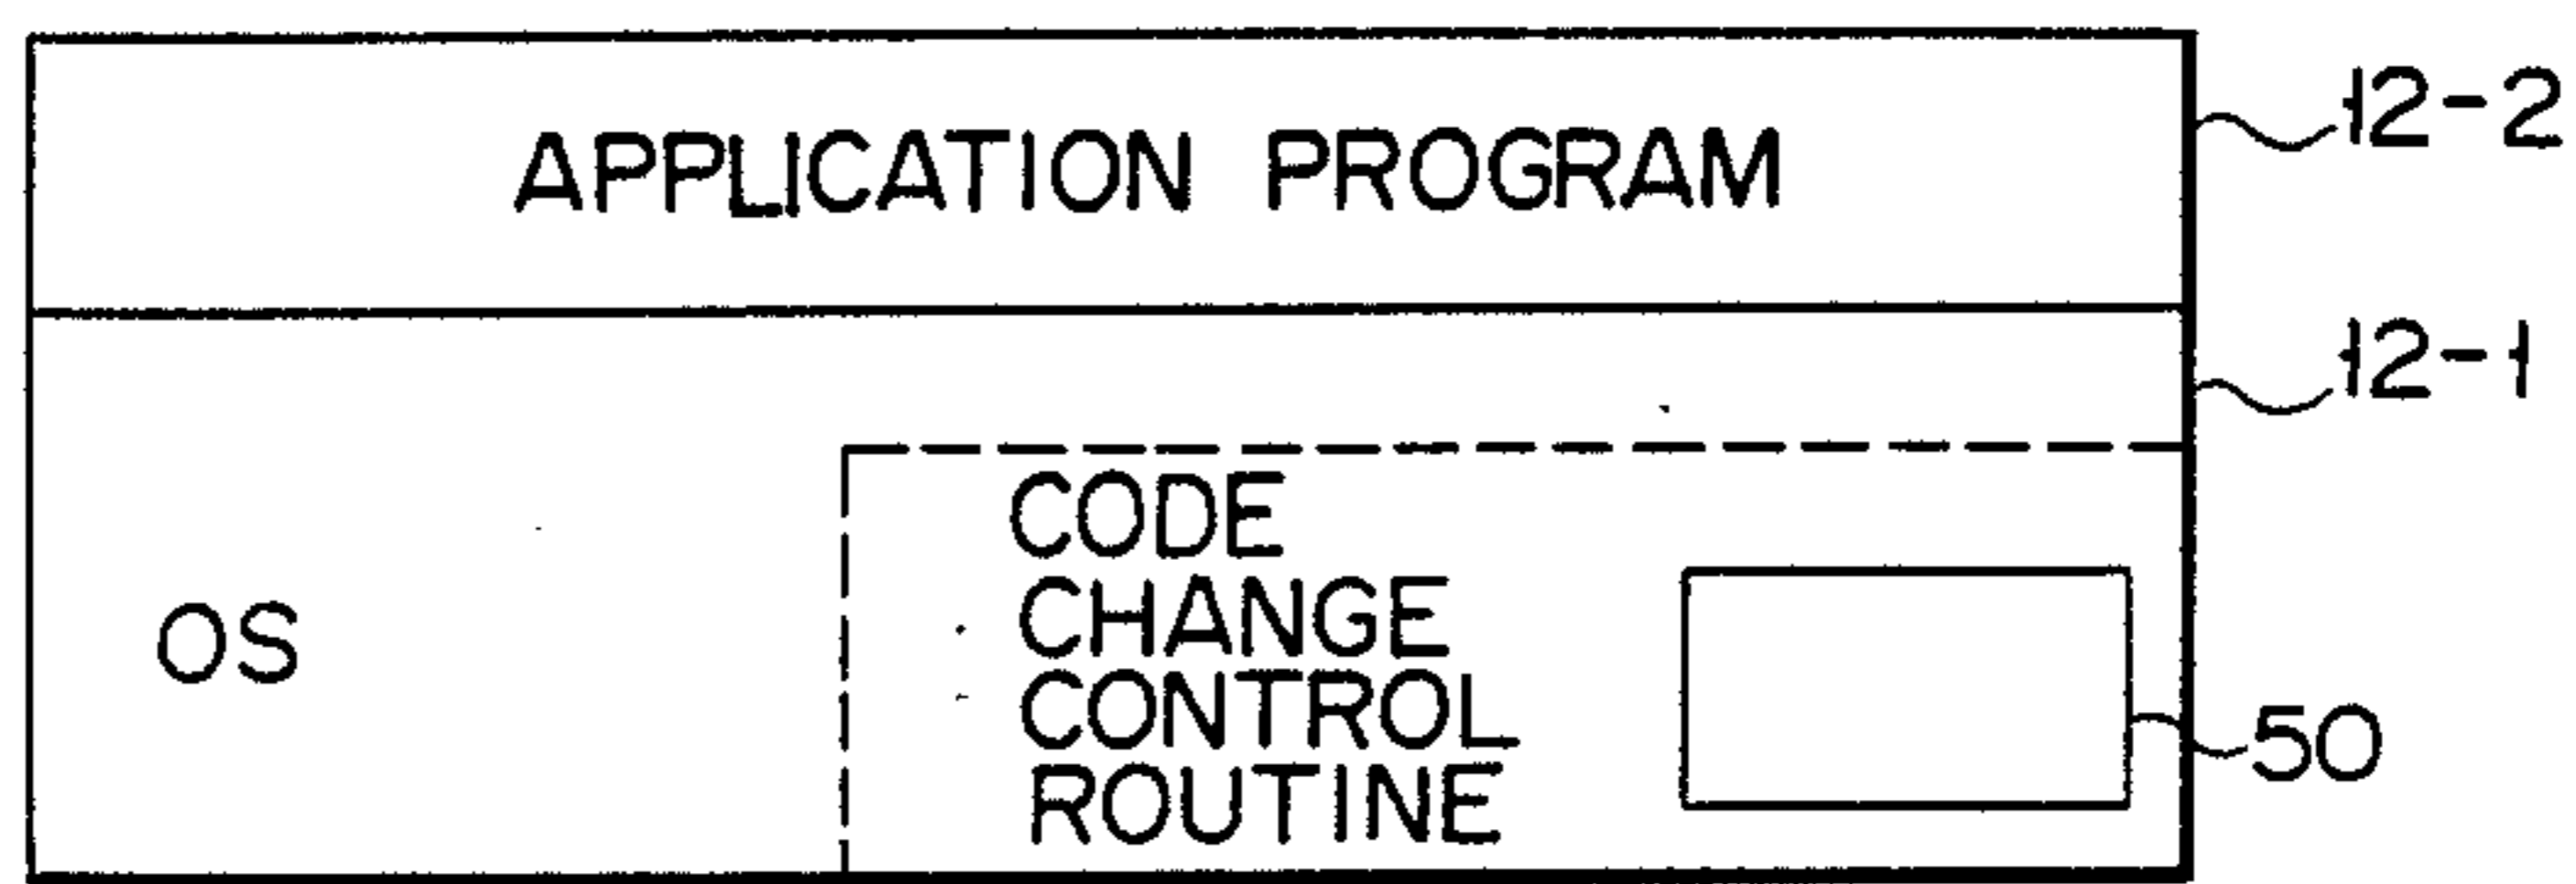 APPLICATION PROGRAM
12-2
12-1
CODE
CHANGE
CONTROL
ROUTINE
OS
50